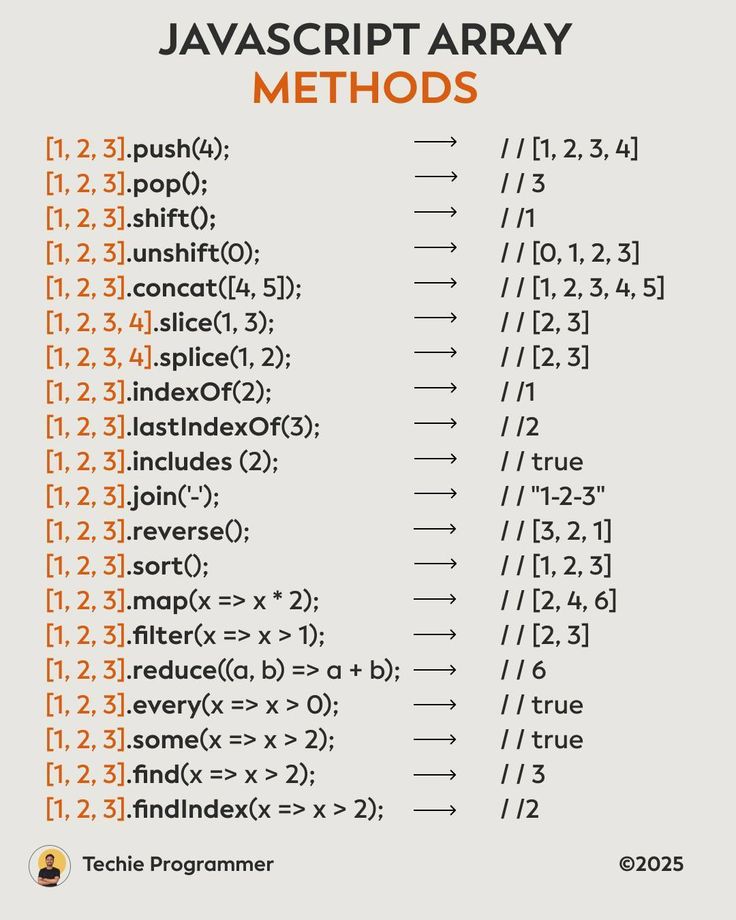 JAVASCRIPT ARRAY
METHODS
[1, 2, 3].push(4); ⟶ // [1, 2, 3, 4]
[1, 2, 3].pop(); ⟶ // 3
[1, 2, 3].shift(); ⟶ //1
[1, 2, 3].unshift(0); ⟶ // [0, 1, 2, 3]
[1, 2, 3].concat([4, 5]); ⟶ // [1, 2, 3, 4, 5]
[1, 2, 3, 4].slice(1, 3); ⟶ // [2, 3]
[1, 2, 3, 4].splice(1, 2); ⟶ // [2, 3]
[1, 2, 3].indexOf(2); ⟶ //1
[1, 2, 3].lastIndexOf(3); ⟶ //2
[1, 2, 3].includes (2); ⟶ // true
[1, 2, 3].join('-'); ⟶ // "1-2-3"
[1, 2, 3].reverse(); ⟶ // [3, 2, 1]
[1, 2, 3].sort(); ⟶ // [1, 2, 3]
[1, 2, 3].map(x => x * 2); ⟶ // [2, 4, 6]
[1, 2, 3].filter(x => x > 1); ⟶ // [2, 3]
[1, 2, 3].reduce((a, b) => a + b); ⟶ // 6
[1, 2, 3].every(x => x > 0); ⟶ // true
[1, 2, 3].some(x => x > 2); ⟶ // true
[1, 2, 3].find(x => x > 2); ⟶ // 3
[1, 2, 3].findIndex(x => x > 2); ⟶ //2
Techie Programmer ©2025